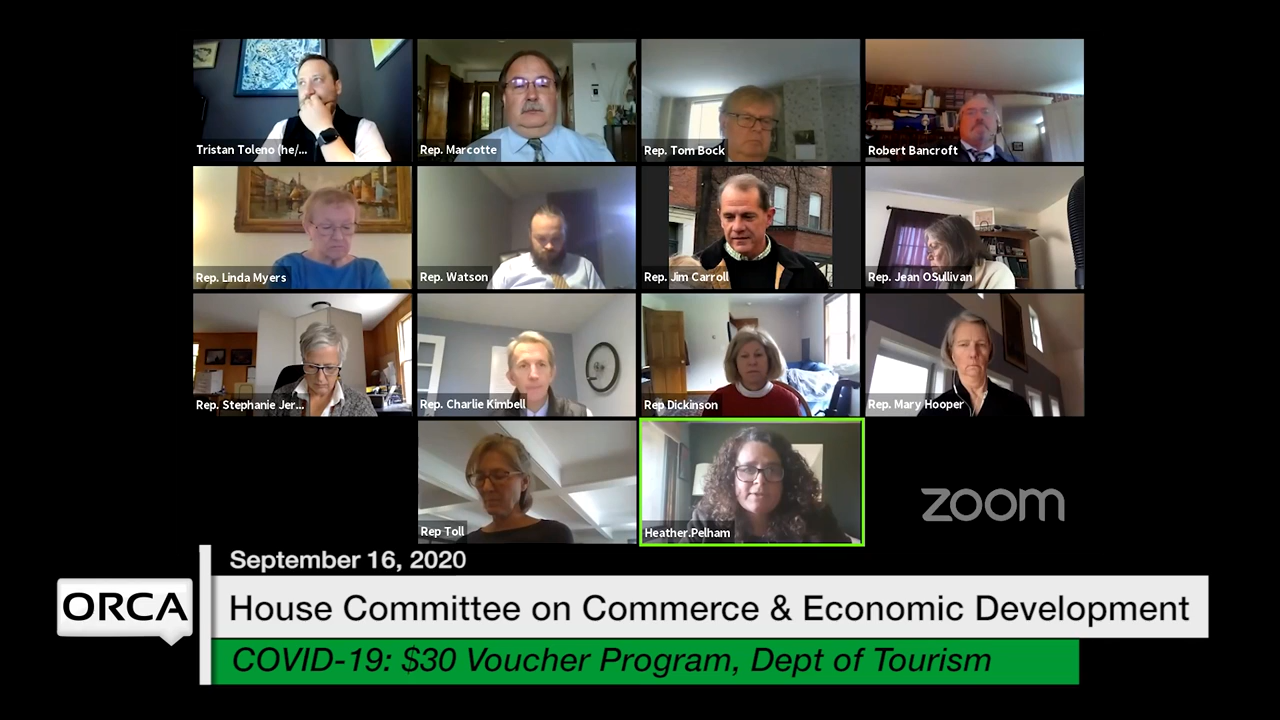 Tristan Toleno (he/...
Rep. Marcotte
Rep. Tom Bock
Robert Bancroft
Rep. Linda Myers
Rep. Watson
Rep. Jim Carroll
Rep. Jean OSullivan
Rep. Stephanie Jer...
Rep. Charlie Kimbell
Rep Dickinson
Rep. Mary Hooper
Rep Toll
Heather.Pelham
zoom
September 16, 2020
ORCA
House Committee on Commerce & Economic Development
COVID-19: $30 Voucher Program, Dept of Tourism